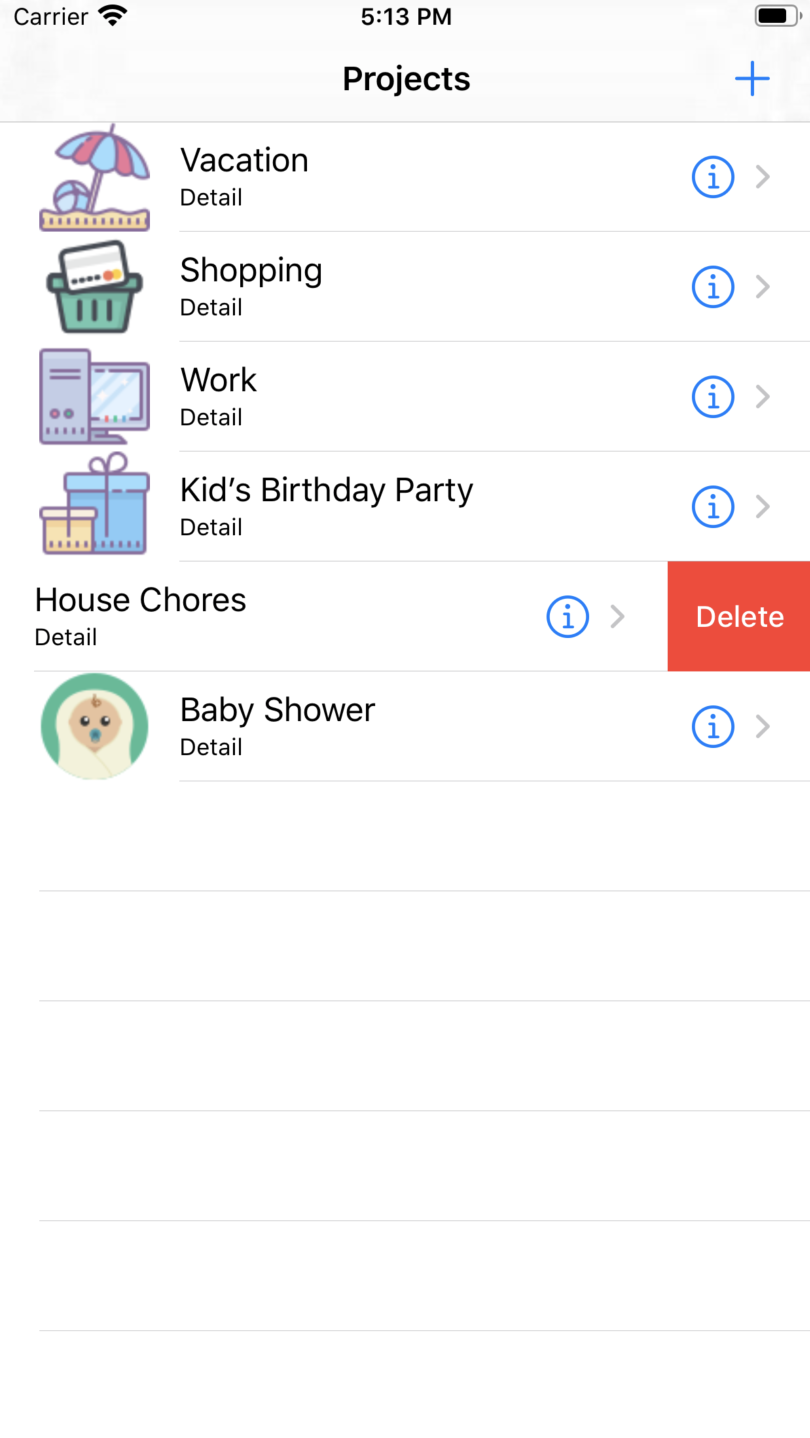 Carrier 5:13 PM
Projects
Vacation
Detail
Shopping
Detail
Work
Detail
Kid’s Birthday Party
Detail
House Chores
Detail
Delete
Baby Shower
Detail